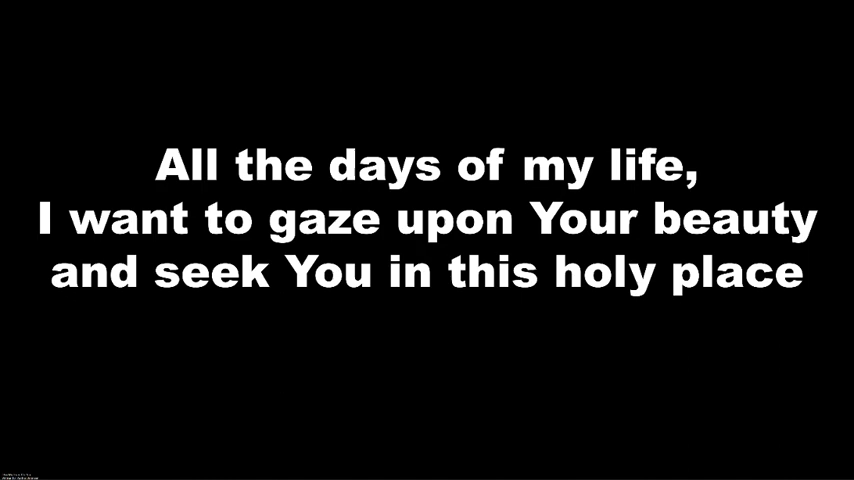 All the days of my life,
I want to gaze upon Your beauty
and seek You in this holy place